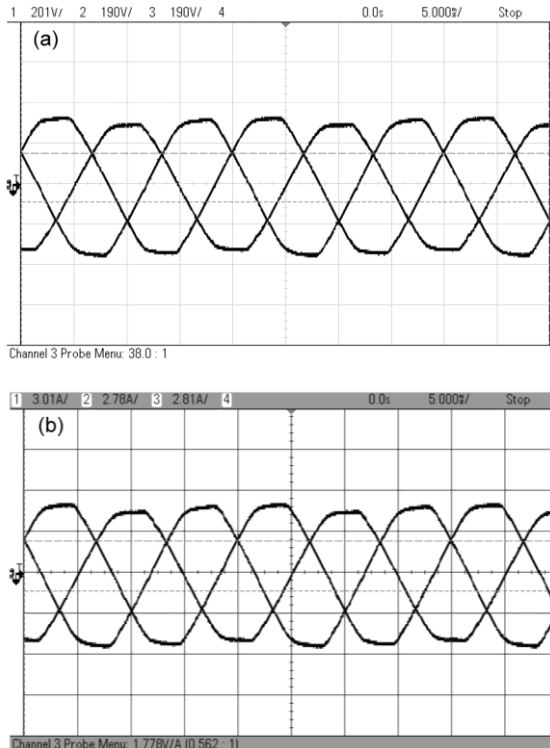 1 201V/ 2 190V/ 3 190V/ 4 0.0s 5.000%/ Stop
(a)
Channel 3 Probe Menu: 38.0 : 1
1 3.01A/ 2 2.78A/ 3 2.81A/ 4 0.0s 5.000%/ Stop
(b)
Channel 3 Probe Menu: 1.778V/A (0.562 : 1)